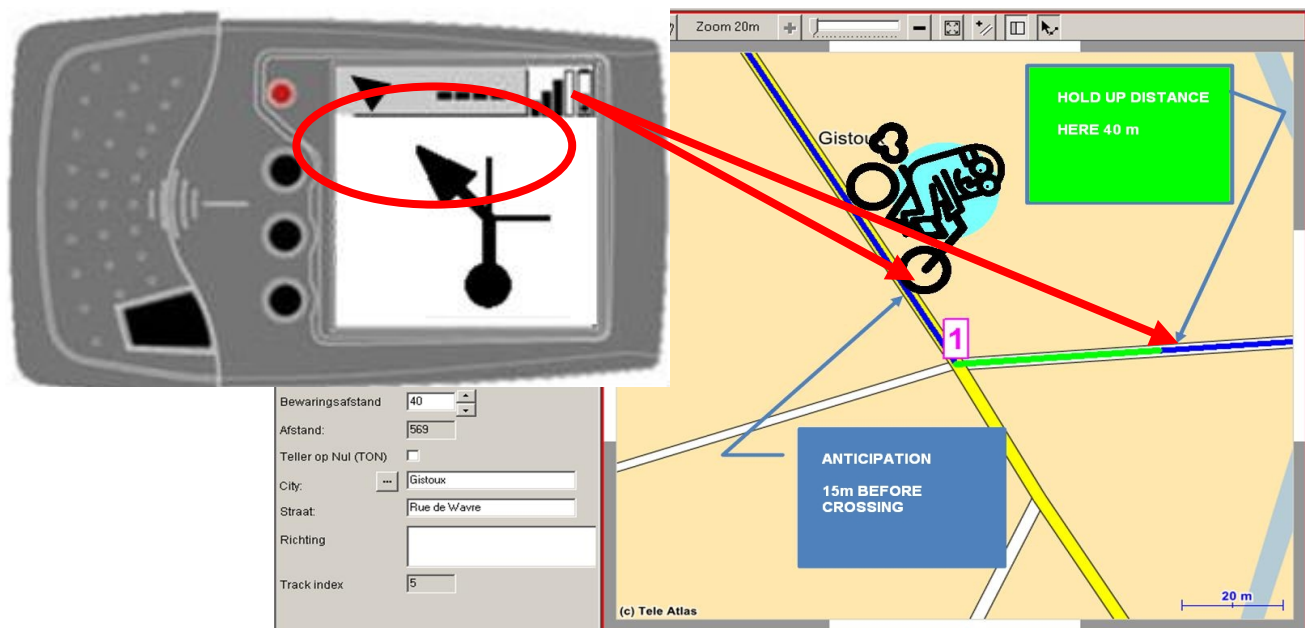 Zoom 20m
HOLD UP DISTANCE
HERE 40 m
1
ANTICIPATION
15m BEFORE
CROSSING
20 m
(c) Tele Atlas
Bewaringsafstand 40
Afstand: 569
Teller op Nul (TON)
City: ... Gistoux
Straat: Rue de Wavre
Richting
Track index 5